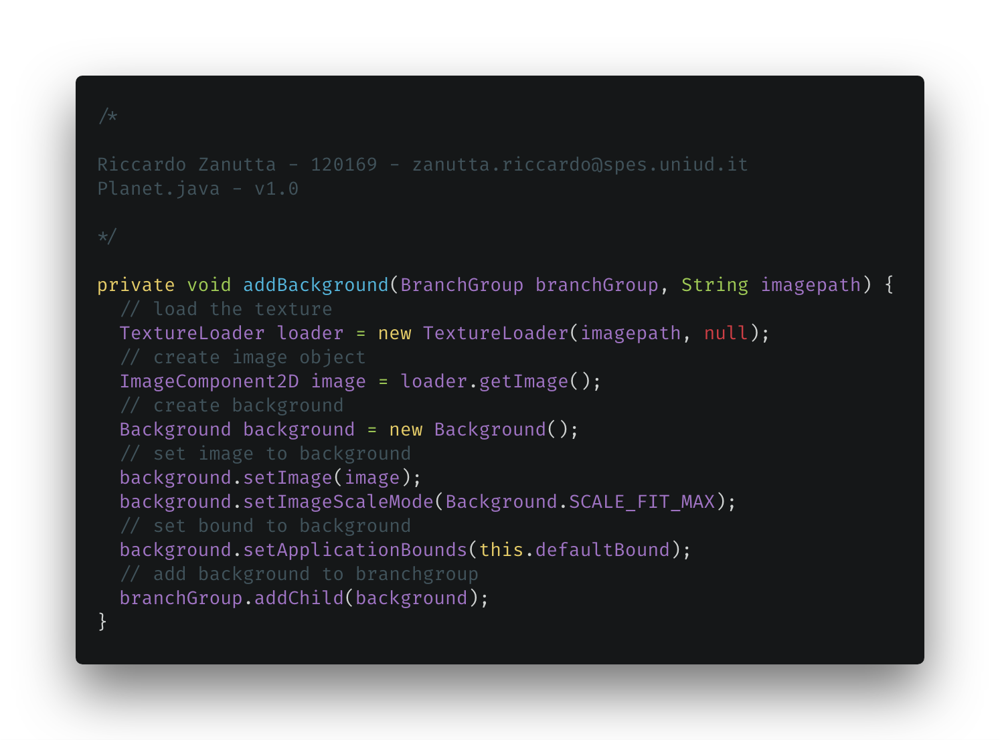 /*
Riccardo Zanutta - 120169 - zanutta.riccardo@spes.uniud.it
Planet.java - v1.0
*/
private void addBackground(BranchGroup branchGroup, String imagepath) {
  // load the texture
  TextureLoader loader = new TextureLoader(imagepath, null);
  // create image object
  ImageComponent2D image = loader.getImage();
  // create background
  Background background = new Background();
  // set image to background
  background.setImage(image);
  background.setImageScaleMode(Background.SCALE_FIT_MAX);
  // set bound to background
  background.setApplicationBounds(this.defaultBound);
  // add background to branchgroup
  branchGroup.addChild(background);
}